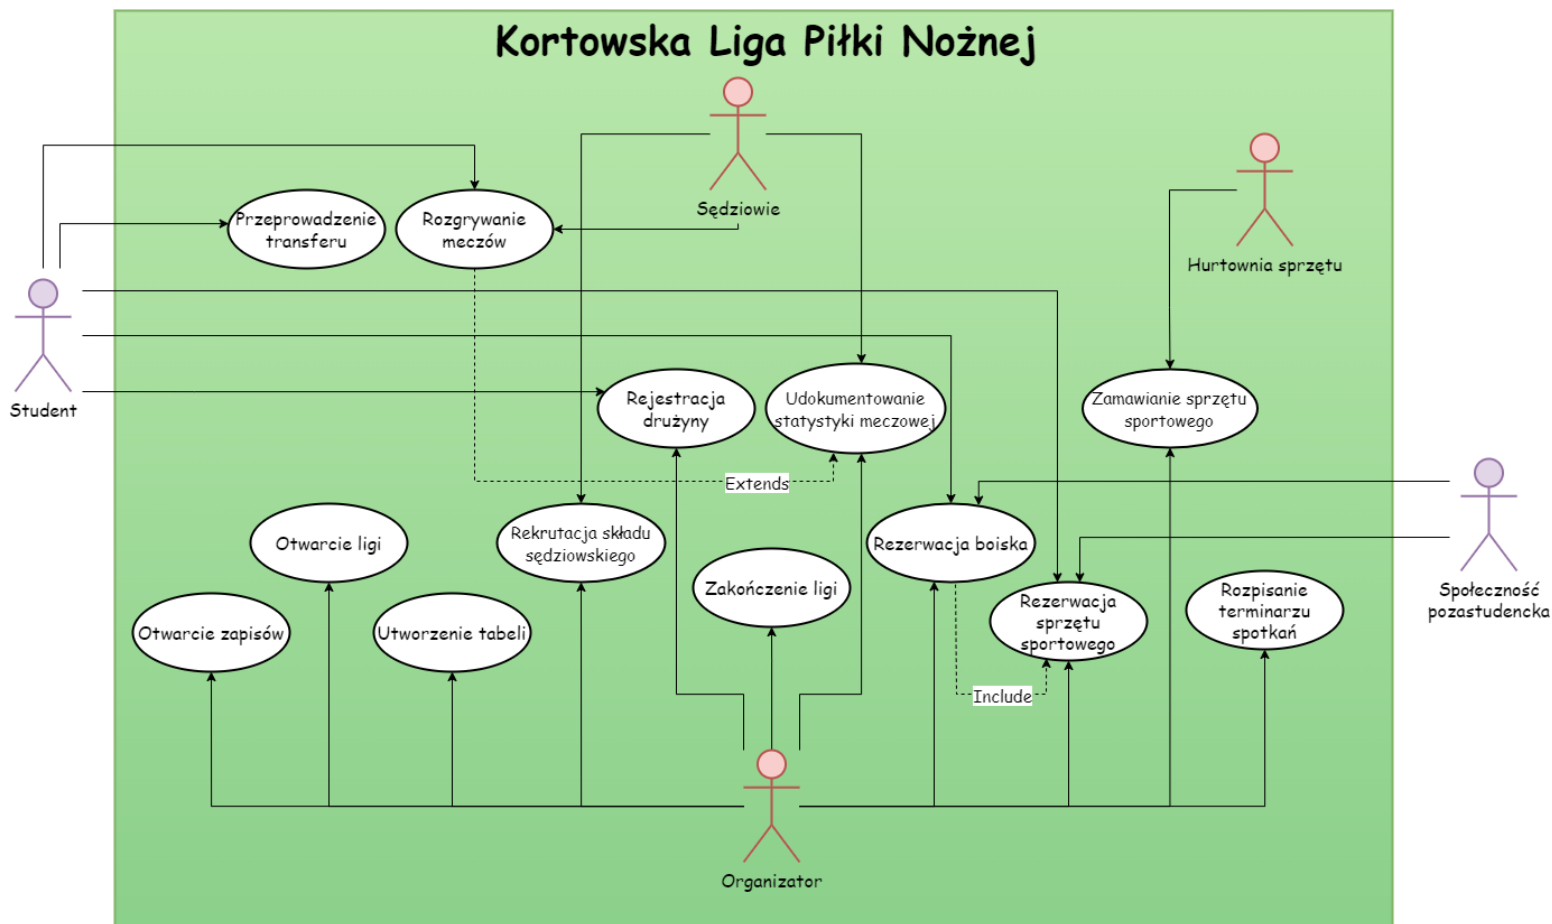 Kortowska Liga Piłki Nożnej
Sędziowie
Przeprowadzenie
transferu
Rozgrywanie
meczów
Hurtownia sprzętu
Student
Rejestracja
drużyny
Udokumentowanie
statystyki meczowej
Zamawianie sprzętu
sportowego
Extends
Otwarcie ligi
Rekrutacja składu
sędziowskiego
Rezerwacja boiska
Zakończenie ligi
Społeczność
pozastudencka
Otwarcie zapisów
Utworzenie tabeli
Rezerwacja
sprzętu
sportowego
Rozpisanie
terminarzu
spotkań
Include
Organizator